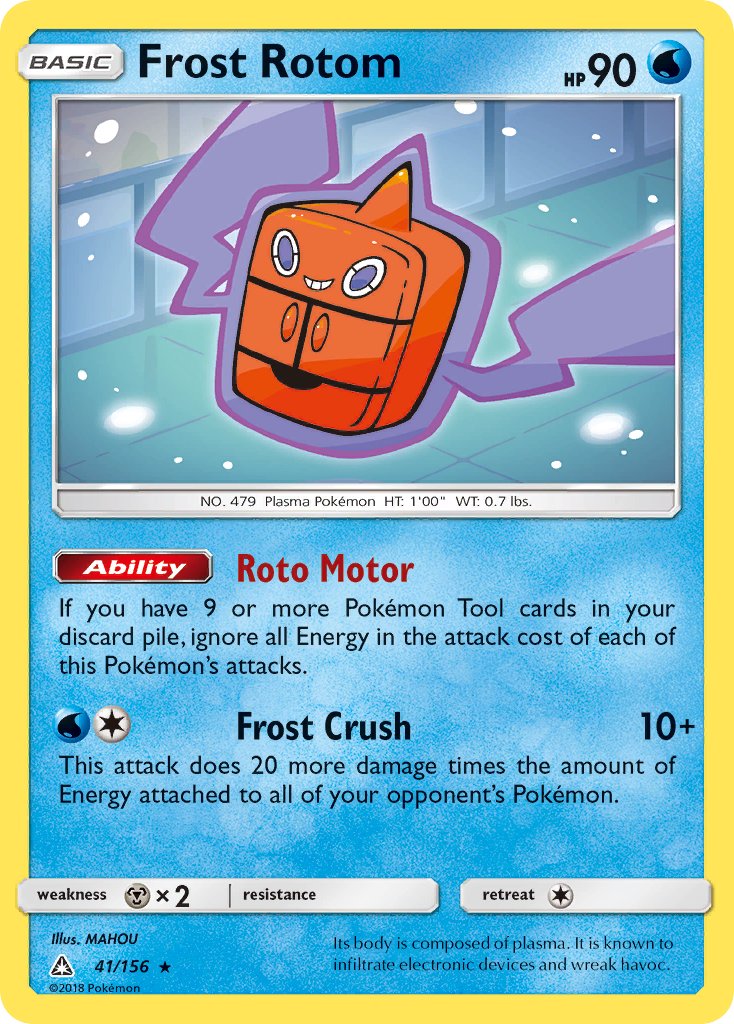 BASIC Frost Rotom HP 90
NO. 479 Plasma Pokémon HT: 1'00" WT: 0.7 lbs.
Ability Roto Motor
If you have 9 or more Pokémon Tool cards in your
discard pile, ignore all Energy in the attack cost of each of
this Pokémon's attacks.
Frost Crush 10+
This attack does 20 more damage times the amount of
Energy attached to all of your opponent's Pokémon.
weakness ×2 resistance retreat
Illus. MAHOU
41/156 ★
©2018 Pokémon
Its body is composed of plasma. It is known to
infiltrate electronic devices and wreak havoc.